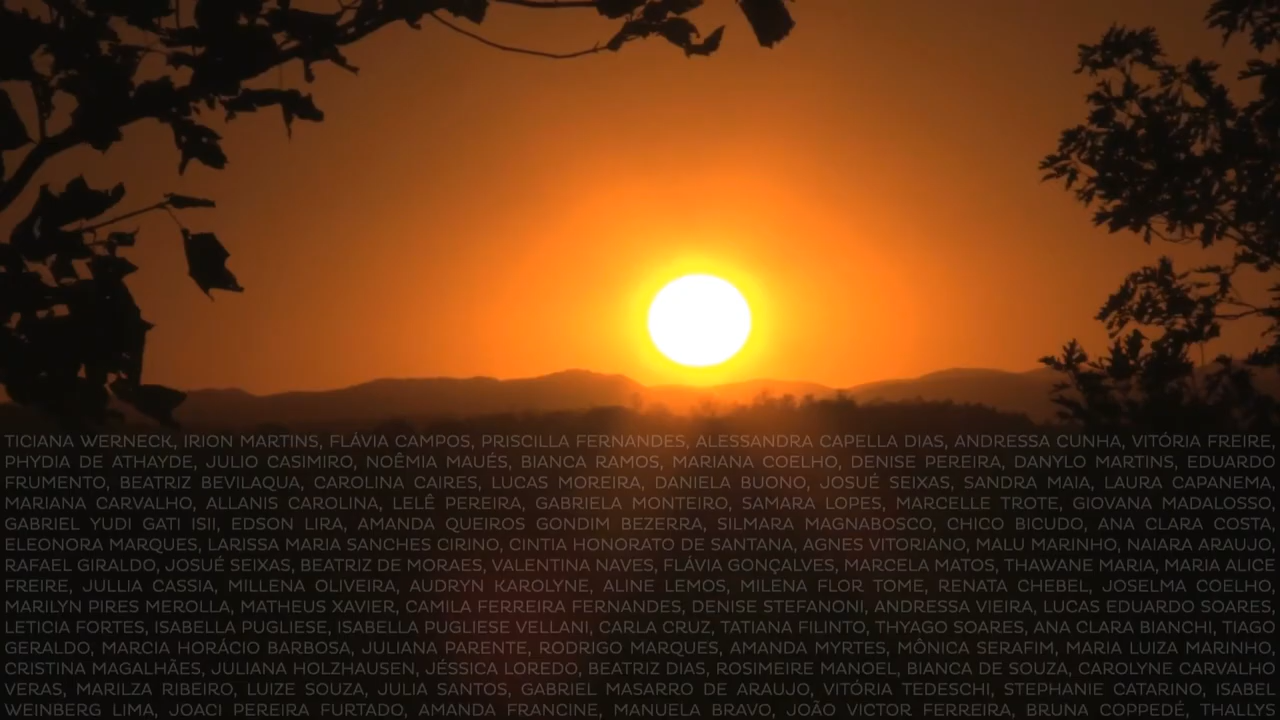 TICIANA WERNECK, IRION MARTINS, FLÁVIA CAMPOS, PRISCILLA FERNANDES, ALESSANDRA CAPELLA DIAS, ANDRESSA CUNHA, VITÓRIA FREIRE,
PHYDIA DE ATHAYDE, JULIO CASIMIRO, NOÊMIA MAUÉS, BIANCA RAMOS, MARIANA COELHO, DENISE PEREIRA, DANYLO MARTINS, EDUARDO
FRUMENTO, BEATRIZ BEVILAQUA, CAROLINA CAIRES, LUCAS MOREIRA, DANIELA BUONO, JOSUÉ SEIXAS, SANDRA MAIA, LAURA CAPANEMA,
MARIANA CARVALHO, ALLANIS CAROLINA, LELÊ PEREIRA, GABRIELA MONTEIRO, SAMARA LOPES, MARCELLE TROTE, GIOVANA MADALOSSO,
GABRIEL YUDI GATI ISII, EDSON LIRA, AMANDA QUEIROS GONDIM BEZERRA, SILMARA MAGNABOSCO, CHICO BICUDO, ANA CLARA COSTA,
ELEONORA MARQUES, LARISSA MARIA SANCHES CIRINO, CINTIA HONORATO DE SANTANA, AGNES VITORIANO, MALU MARINHO, NAIARA ARAUJO,
RAFAEL GIRALDO, JOSUÉ SEIXAS, BEATRIZ DE MORAES, VALENTINA NAVES, FLÁVIA GONÇALVES, MARCELA MATOS, THAWANE MARIA, MARIA ALICE
FREIRE, JULLIA CASSIA, MILLENA OLIVEIRA, AUDRYN KAROLYNE, ALINE LEMOS, MILENA FLOR TOME, RENATA CHEBEL, JOSELMA COELHO,
MARILYN PIRES MEROLLA, MATHEUS XAVIER, CAMILA FERREIRA FERNANDES, DENISE STEFANONI, ANDRESSA VIEIRA, LUCAS EDUARDO SOARES,
LETICIA FORTES, ISABELLA PUGLIESE, ISABELLA PUGLIESE VELLANI, CARLA CRUZ, TATIANA FILINTO, THYAGO SOARES, ANA CLARA BIANCHI, TIAGO
GERALDO, MARCIA HORÁCIO BARBOSA, JULIANA PARENTE, RODRIGO MARQUES, AMANDA MYRTES, MÔNICA SERAFIM, MARIA LUIZA MARINHO,
CRISTINA MAGALHÃES, JULIANA HOLZHAUSEN, JÉSSICA LOREDO, BEATRIZ DIAS, ROSIMEIRE MANOEL, BIANCA DE SOUZA, CAROLYNE CARVALHO
VERAS, MARILZA RIBEIRO, LUIZE SOUZA, JULIA SANTOS, GABRIEL MASARRO DE ARAUJO, VITÓRIA TEDESCHI, STEPHANIE CATARINO, ISABEL
WEINBERG LIMA, JOACI PEREIRA FURTADO, AMANDA FRANCINE, MANUELA BRAVO, JOÃO VICTOR FERREIRA, BRUNA COPPEDÉ, THALLYS